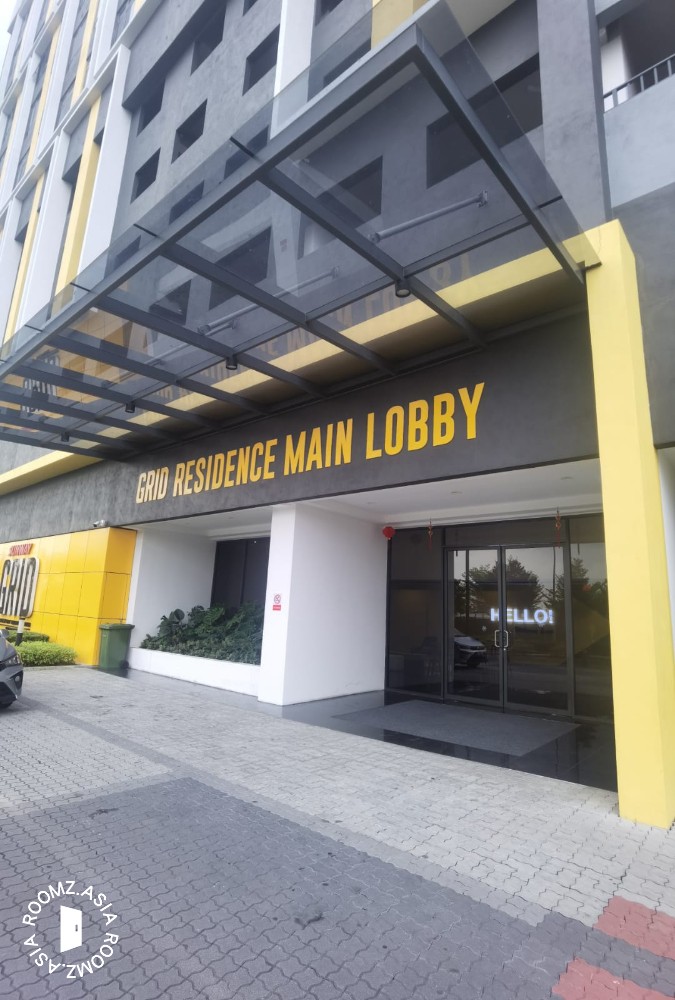 GRID RESIDENCE MAIN LOBBY
GRID
HELLO!
ROOMZ.ASIA ROOMZ.ASIA